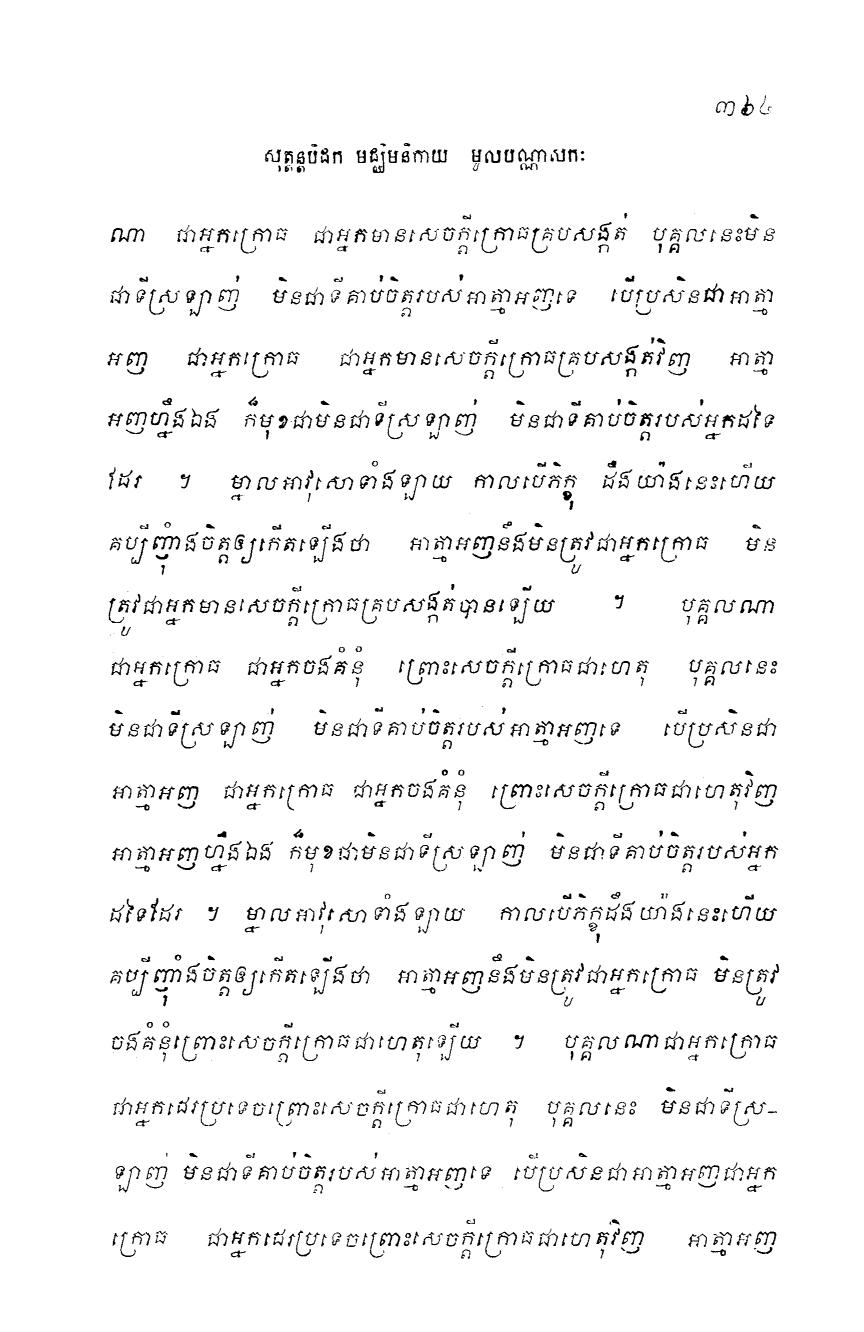 ៣៦៤
សុត្តន្តបិដក មជ្ឈិមនិកាយ មូលបណ្ណាសកៈ
ណា ជាអ្នកក្រោធ ជាអ្នកមានសេចក្តីក្រោធគ្របសង្កត់ បុគ្គលនេះមិន
ជាទីស្រឡាញ់ មិនជាទីគាប់ចិត្តរបស់អាត្មាអញទេ បើប្រសិនជាអាត្មា
អញ ជាអ្នកក្រោធ ជាអ្នកមានសេចក្តីក្រោធគ្របសង្កត់វិញ អាត្មា
អញហ្នឹងឯង ក៏មុខជាមិនជាទីស្រឡាញ់ មិនជាទីគាប់ចិត្តរបស់អ្នកដទៃ
ដែរ ។ ម្នាលអាវុសោទាំងឡាយ កាលបើភិក្ខុ ដឹងយ៉ាងនេះហើយ
គប្បីញ៉ុំាងចិត្តឲ្យកើតឡើងថា អាត្មាអញនឹងមិនត្រូវជាអ្នកក្រោធ មិន
ត្រូវជាអ្នកមានសេចក្តីក្រោធគ្របសង្កត់បានឡើយ ។ បុគ្គលណា
ជាអ្នកក្រោធ ជាអ្នកចងគំនុំ ព្រោះសេចក្តីក្រោធជាហេតុ បុគ្គលនេះ
មិនជាទីស្រឡាញ់ មិនជាទីគាប់ចិត្តរបស់អាត្មាអញទេ បើប្រសិនជា
អាត្មាអញ ជាអ្នកក្រោធ ជាអ្នកចងគំនុំ ព្រោះសេចក្តីក្រោធជាហេតុវិញ
អាត្មាអញហ្នឹងឯង ក៏មុខជាមិនជាទីស្រឡាញ់ មិនជាទីគាប់ចិត្តរបស់អ្នក
ដទៃដែរ ។ ម្នាលអាវុសោទាំងឡាយ កាលបើភិក្ខុដឹងយ៉ាងនេះហើយ
គប្បីញ៉ុំាងចិត្តឲ្យកើតឡើងថា អាត្មាអញនឹងមិនត្រូវជាអ្នកក្រោធ មិនត្រូវ
ចងគំនុំព្រោះសេចក្តីក្រោធជាហេតុឡើយ ។ បុគ្គលណាជាអ្នកក្រោធ
ជាអ្នកដេរប្រទេចព្រោះសេចក្តីក្រោធជាហេតុ បុគ្គលនេះ មិនជាទីស្រ-
ឡាញ់ មិនជាទីគាប់ចិត្តរបស់អាត្មាអញទេ បើប្រសិនជាអាត្មាអញជាអ្នក
ក្រោធ ជាអ្នកដេរប្រទេចព្រោះសេចក្តីក្រោធជាហេតុវិញ អាត្មាអញ